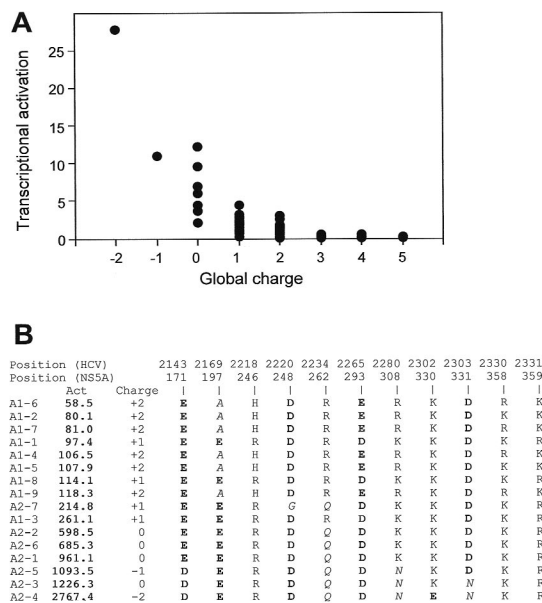 A
Transcriptional activation
25
20
15
10
5
0
-2 -1 0 1 2 3 4 5
Global charge
B
Position (HCV) 2143 2169 2218 2220 2234 2265 2280 2302 2303 2330 2331
Position (NS5A) 171 197 246 248 262 293 308 330 331 358 359
Act Charge | | | | | | | | | | |
A1-6 58.5 +2 E A H D R E R K D R K
A1-2 80.1 +2 E A H D R E R K D R K
A1-7 81.0 +2 E A H D R E R K D R K
A1-1 97.4 +1 E E R D R D K K D K R
A1-4 106.5 +2 E A H D R E R K D R K
A1-5 107.9 +2 E A H D R E R K D R K
A1-8 114.1 +1 E E R D R D K K D K R
A1-9 118.3 +2 E A H D R E R K D R K
A2-7 214.8 +1 E E R G Q D K K D K R
A1-3 261.1 +1 E E R D R D K K D K R
A2-2 598.5 0 E E R D Q D K K D K R
A2-6 685.3 0 E E R D Q D K K D K R
A2-1 961.1 0 E E R D Q D K K D K R
A2-5 1093.5 -1 D E R D Q D N K D K R
A2-3 1226.3 0 D E R D Q D N K N K R
A2-4 2767.4 -2 D E R D Q D N E N K R